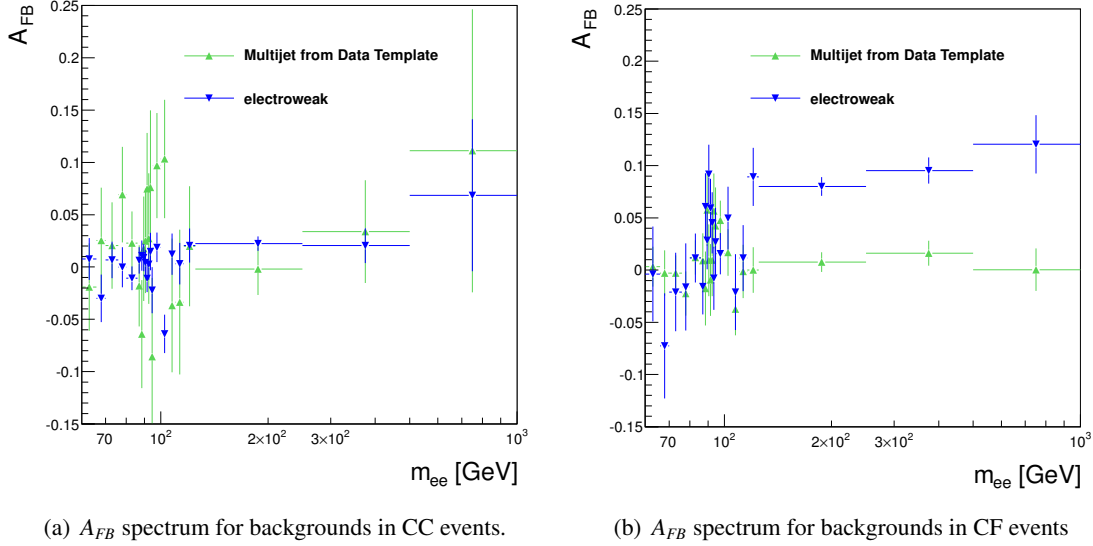 A_FB
0.25
0.2
0.15
0.1
0.05
0
-0.05
-0.1
-0.15
Multijet from Data Template
electroweak
70 10² 2×10² 3×10² 10³
m_ee [GeV]
(a) A_FB spectrum for backgrounds in CC events.
A_FB
0.25
0.2
0.15
0.1
0.05
0
-0.05
-0.1
-0.15
Multijet from Data Template
electroweak
70 10² 2×10² 3×10² 10³
m_ee [GeV]
(b) A_FB spectrum for backgrounds in CF events